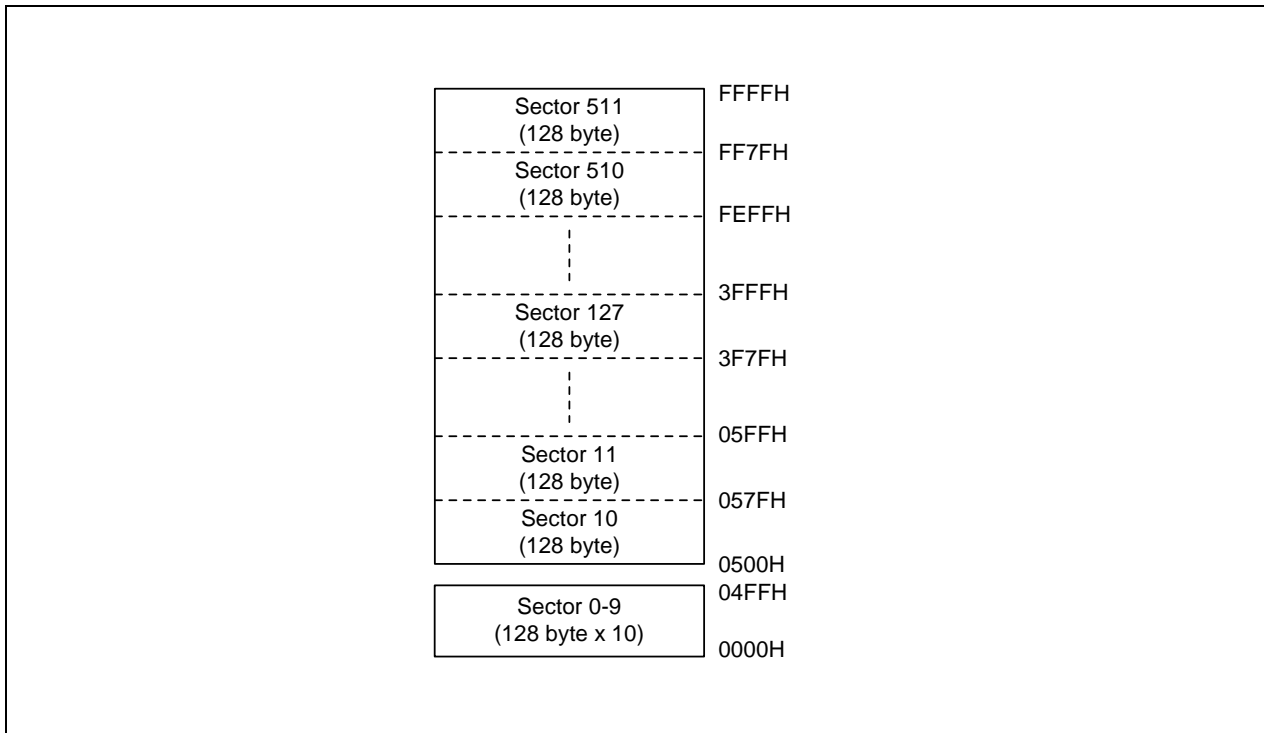 FFFFH
Sector 511
(128 byte)
FF7FH
Sector 510
(128 byte)
FEFFH
3FFFH
Sector 127
(128 byte)
3F7FH
05FFH
Sector 11
(128 byte)
057FH
Sector 10
(128 byte)
0500H
04FFH
Sector 0-9
(128 byte x 10)
0000H